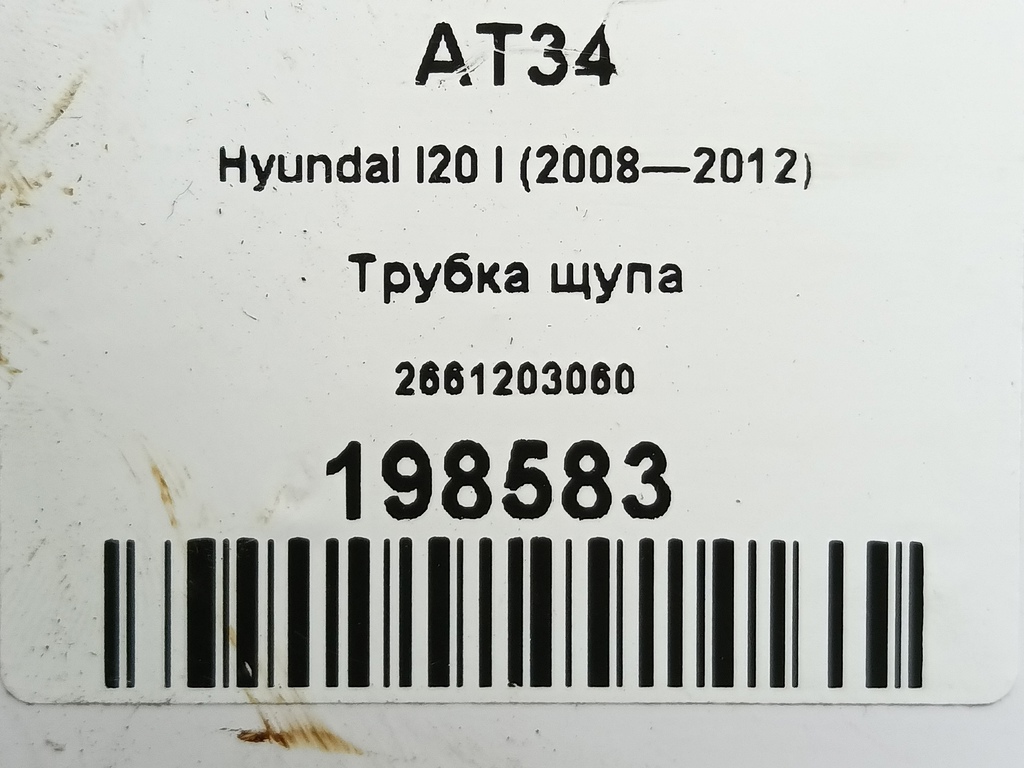 AT34
Hyundai I20 I (2008—2012)
Трубка щупа
2661203060
198583